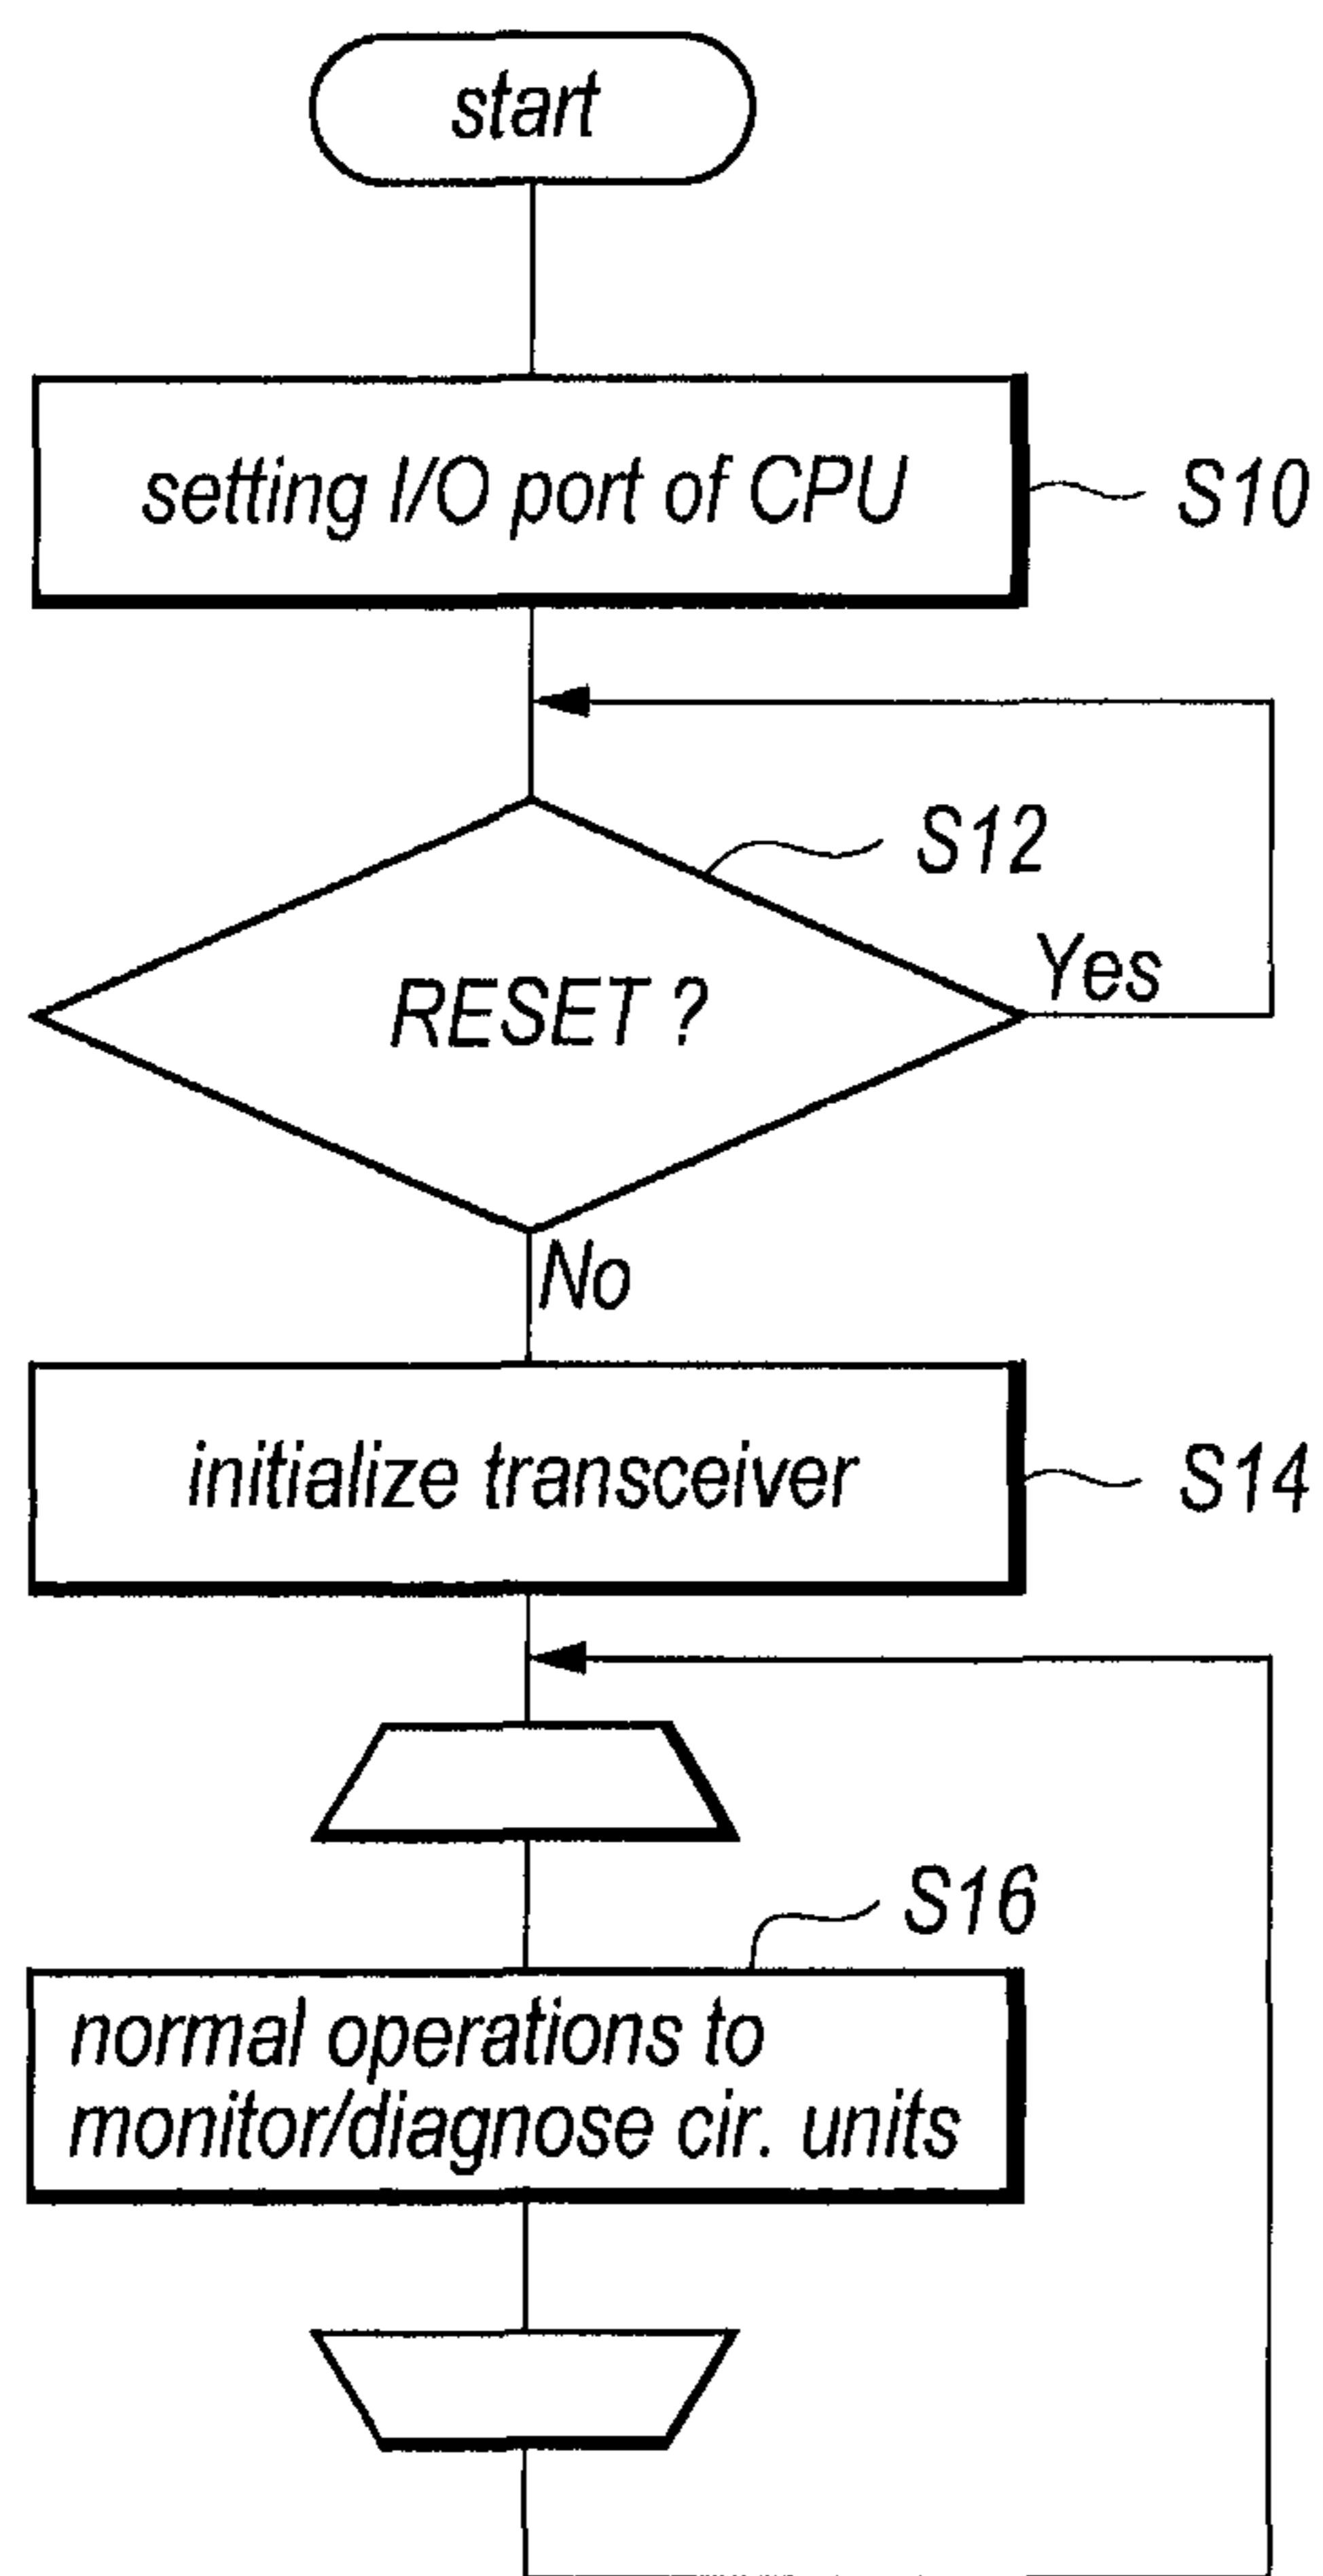 start
setting I/O port of CPU
S10
S12
RESET ?
Yes
No
initialize transceiver
S14
S16
normal operations to
monitor/diagnose cir. units